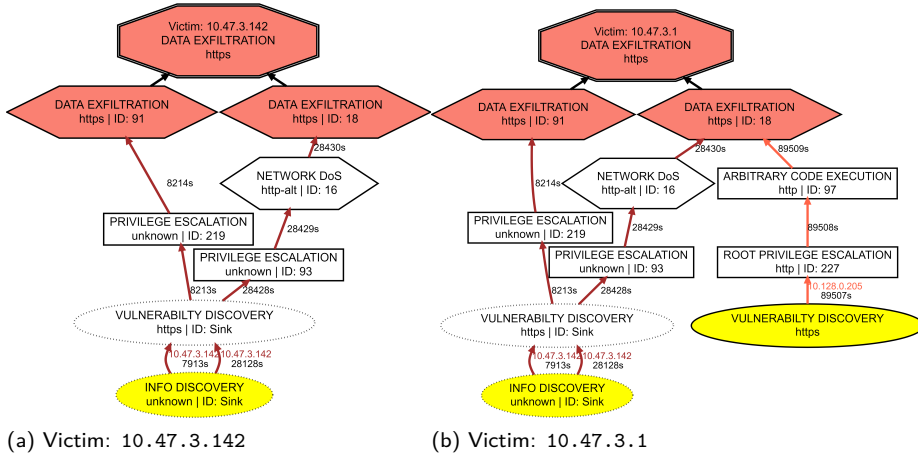 Victim: 10.47.3.142
DATA EXFILTRATION
https
DATA EXFILTRATION
https | ID: 91
DATA EXFILTRATION
https | ID: 18
28430s
NETWORK DoS
http-alt | ID: 16
8214s
PRIVILEGE ESCALATION
unknown | ID: 219
28429s
PRIVILEGE ESCALATION
unknown | ID: 93
8213s
28428s
VULNERABILTY DISCOVERY
https | ID: Sink
10.47.3.142
7913s
10.47.3.142
28128s
INFO DISCOVERY
unknown | ID: Sink
(a) Victim: 10.47.3.142
Victim: 10.47.3.1
DATA EXFILTRATION
https
DATA EXFILTRATION
https | ID: 91
DATA EXFILTRATION
https | ID: 18
28430s
89509s
NETWORK DoS
http-alt | ID: 16
ARBITRARY CODE EXECUTION
http | ID: 97
8214s
PRIVILEGE ESCALATION
unknown | ID: 219
28429s
89508s
PRIVILEGE ESCALATION
unknown | ID: 93
ROOT PRIVILEGE ESCALATION
http | ID: 227
8213s
28428s
10.128.0.205
89507s
VULNERABILTY DISCOVERY
https | ID: Sink
VULNERABILTY DISCOVERY
https
10.47.3.142
7913s
10.47.3.142
28128s
INFO DISCOVERY
unknown | ID: Sink
(b) Victim: 10.47.3.1